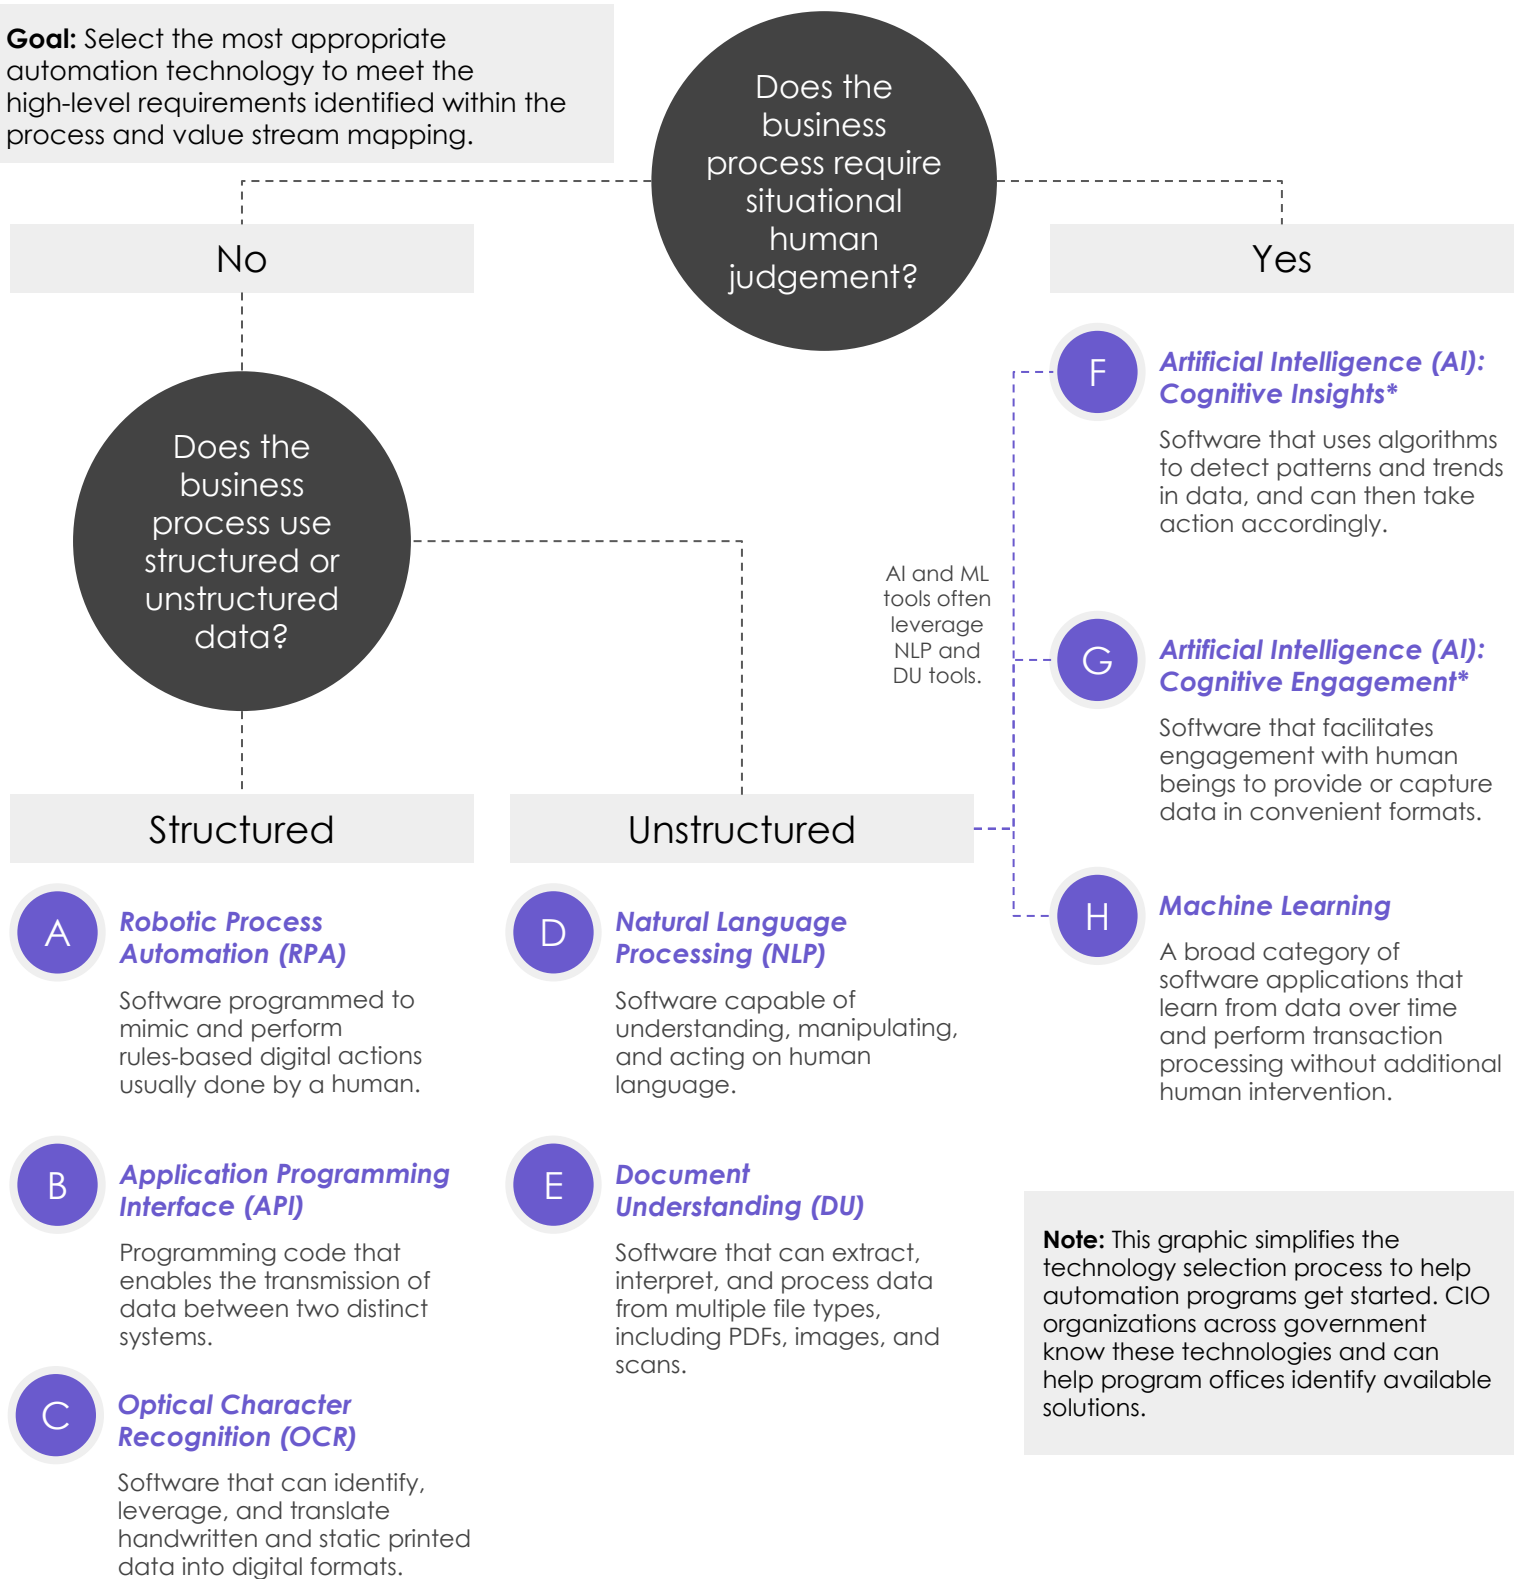 Goal: Select the most appropriate
automation technology to meet the
high-level requirements identified within the
process and value stream mapping.
Does the
business
process require
situational
human
judgement?
No
Yes
Does the
business
process use
structured or
unstructured
data?
Structured
A
Robotic Process
Automation (RPA)
Software programmed to
mimic and perform
rules-based digital actions
usually done by a human.
B
Application Programming
Interface (API)
Programming code that
enables the transmission of
data between two distinct
systems.
C
Optical Character
Recognition (OCR)
Software that can identify,
leverage, and translate
handwritten and static printed
data into digital formats.
Unstructured
D
Natural Language
Processing (NLP)
Software capable of
understanding, manipulating,
and acting on human
language.
E
Document
Understanding (DU)
Software that can extract,
interpret, and process data
from multiple file types,
including PDFs, images, and
scans.
AI and ML
tools often
leverage
NLP and
DU tools.
F
Artificial Intelligence (AI):
Cognitive Insights*
Software that uses algorithms
to detect patterns and trends
in data, and can then take
action accordingly.
G
Artificial Intelligence (AI):
Cognitive Engagement*
Software that facilitates
engagement with human
beings to provide or capture
data in convenient formats.
H
Machine Learning
A broad category of
software applications that
learn from data over time
and perform transaction
processing without additional
human intervention.
Note: This graphic simplifies the
technology selection process to help
automation programs get started. CIO
organizations across government
know these technologies and can
help program offices identify available
solutions.